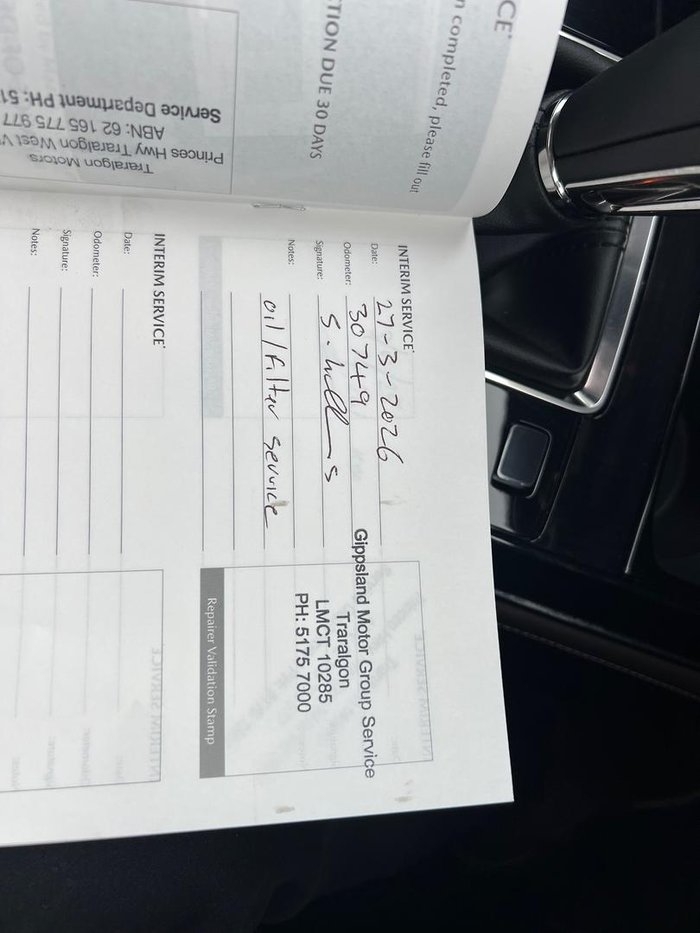 CE*
n completed, please fill out
TION DUE 30 DAYS
Traralgon Motors
Princes Hwy Traralgon West V
ABN: 62 165 775 977
Service Department PH: 51
INTERIM SERVICE*
Date: 27-3-2026
Odometer: 30749
Signature:
Notes:
oil/filter service
Gippsland Motor Group Service
Traralgon
LMCT 10285
PH: 5175 7000
Repairer Validation Stamp
INTERIM SERVICE*
Date:
Odometer:
Signature:
Notes: